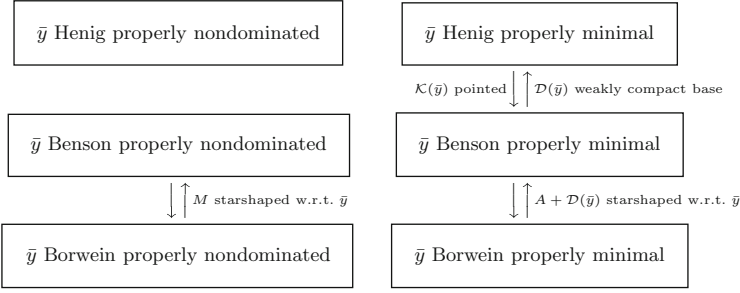 ȳ Henig properly nondominated
ȳ Henig properly minimal
𝒦(ȳ) pointed
𝒟(ȳ) weakly compact base
ȳ Benson properly nondominated
ȳ Benson properly minimal
M starshaped w.r.t. ȳ
A + 𝒟(ȳ) starshaped w.r.t. ȳ
ȳ Borwein properly nondominated
ȳ Borwein properly minimal